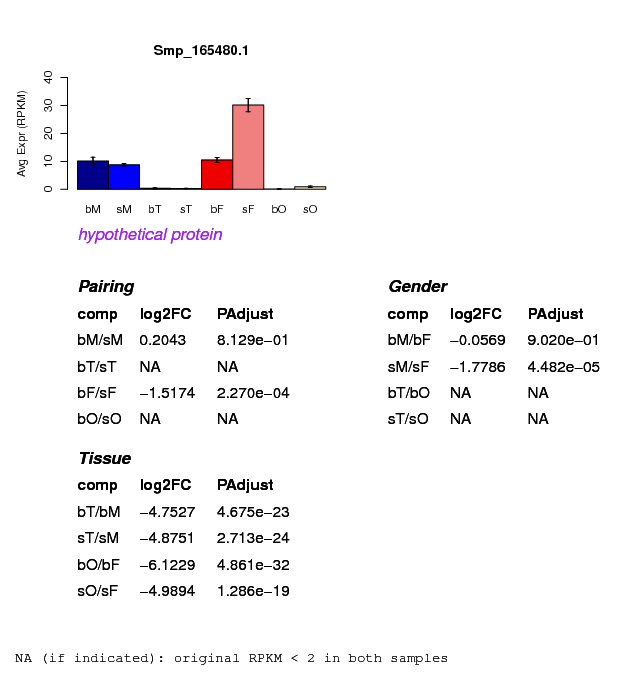 Smp_165480.1
Avg Expr (RPKM)
0 10 20 30 40
bM sM bT sT bF sF bO sO
hypothetical protein
Pairing
comp log2FC PAdjust
bM/sM 0.2043 8.129e−01
bT/sT NA NA
bF/sF −1.5174 2.270e−04
bO/sO NA NA
Gender
comp log2FC PAdjust
bM/bF −0.0569 9.020e−01
sM/sF −1.7786 4.482e−05
bT/bO NA NA
sT/sO NA NA
Tissue
comp log2FC PAdjust
bT/bM −4.7527 4.675e−23
sT/sM −4.8751 2.713e−24
bO/bF −6.1229 4.861e−32
sO/sF −4.9894 1.286e−19
NA (if indicated): original RPKM < 2 in both samples